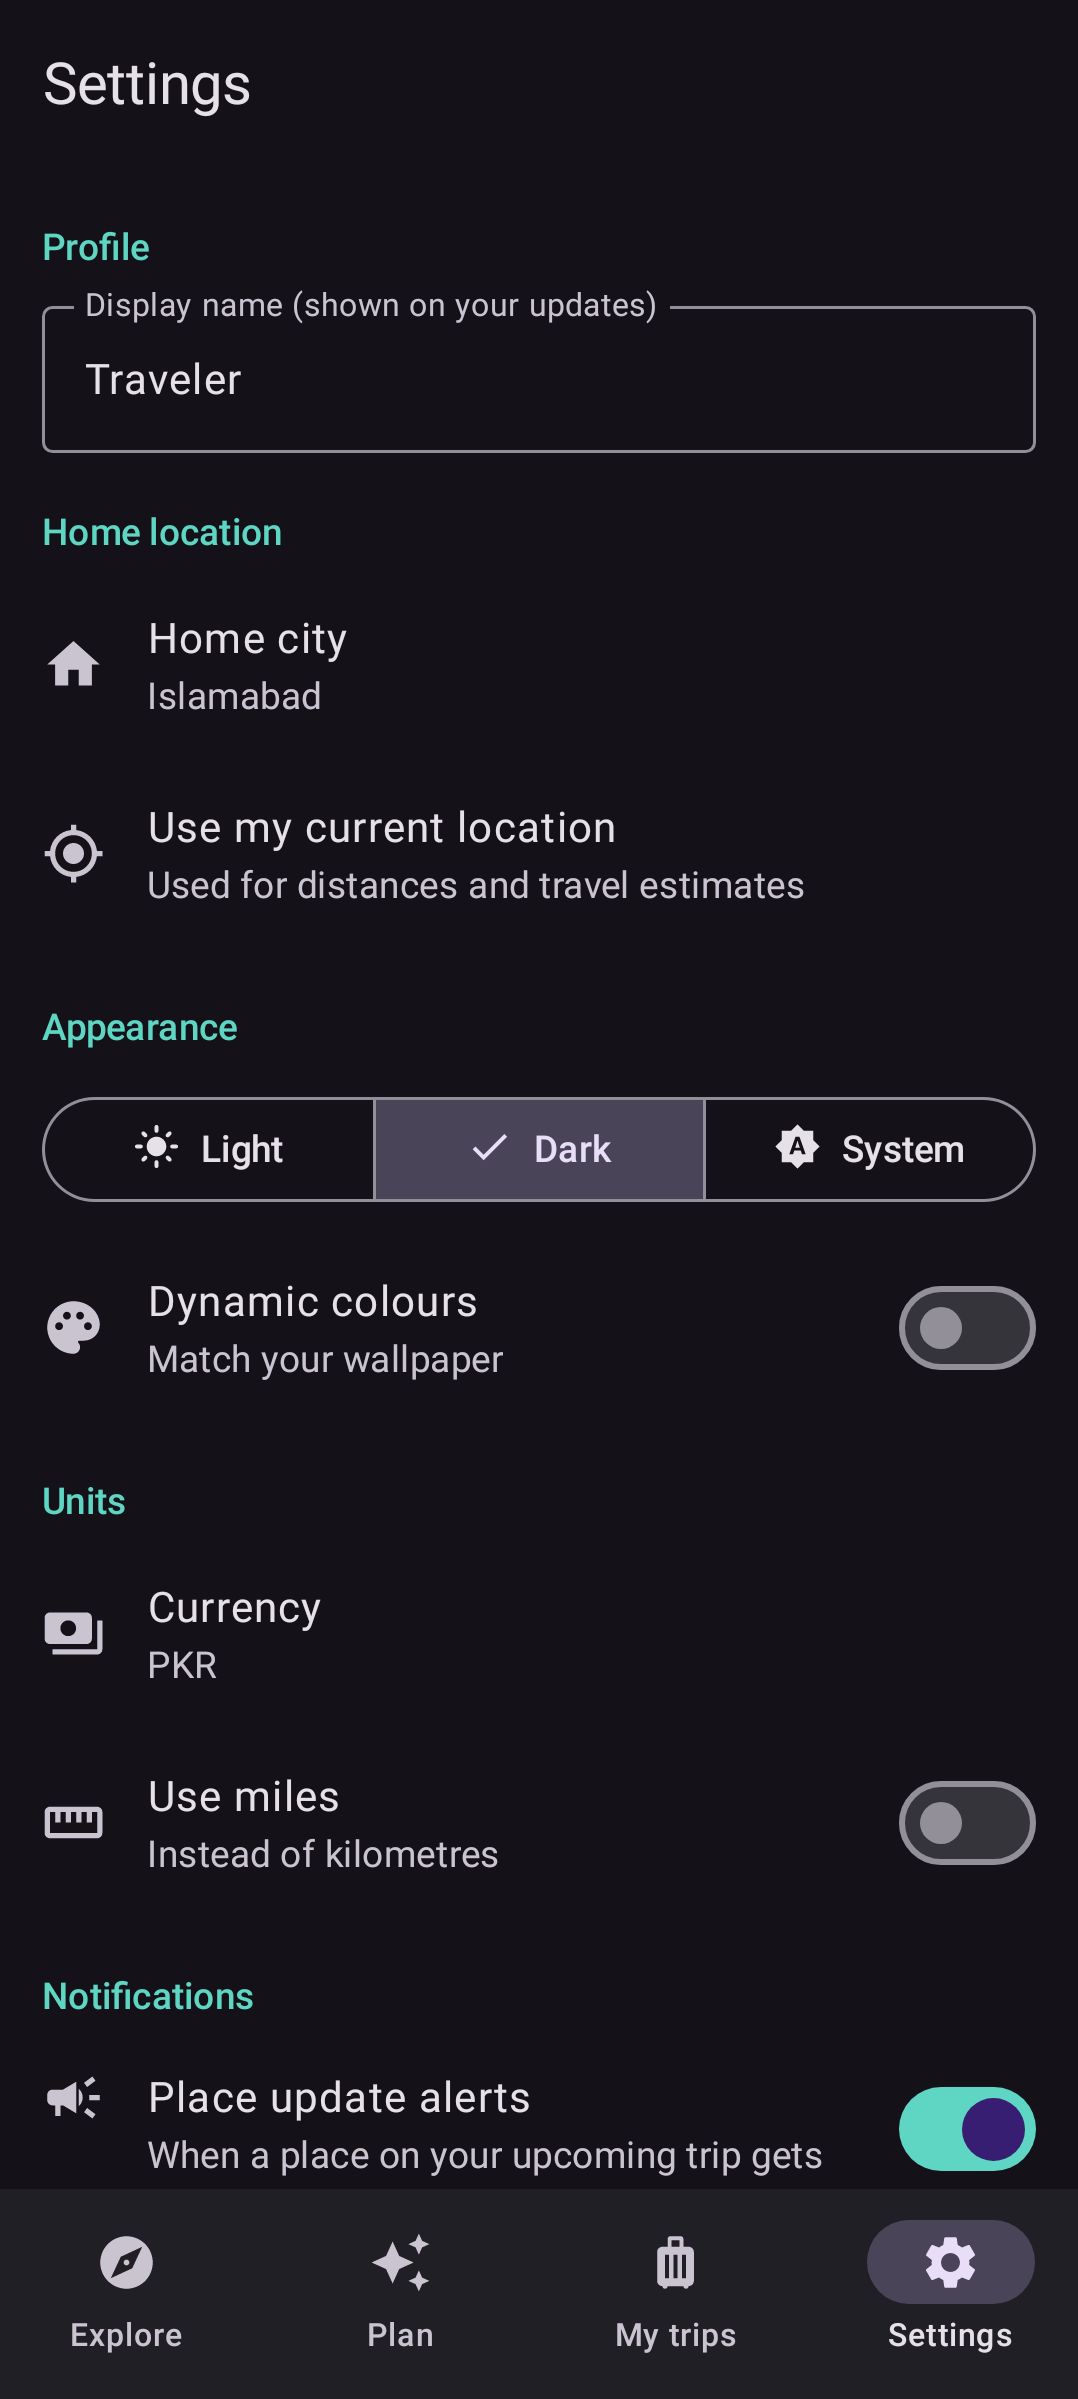 Settings
Profile
Display name (shown on your updates)
Traveler
Home location
Home city
Islamabad
Use my current location
Used for distances and travel estimates
Appearance
Light
Dark
A System
Dynamic colours
Match your wallpaper
Units
Currency
PKR
Use miles
Instead of kilometres
Notifications
Place update alerts
When a place on your upcoming trip gets
Explore
Plan
My trips
Settings